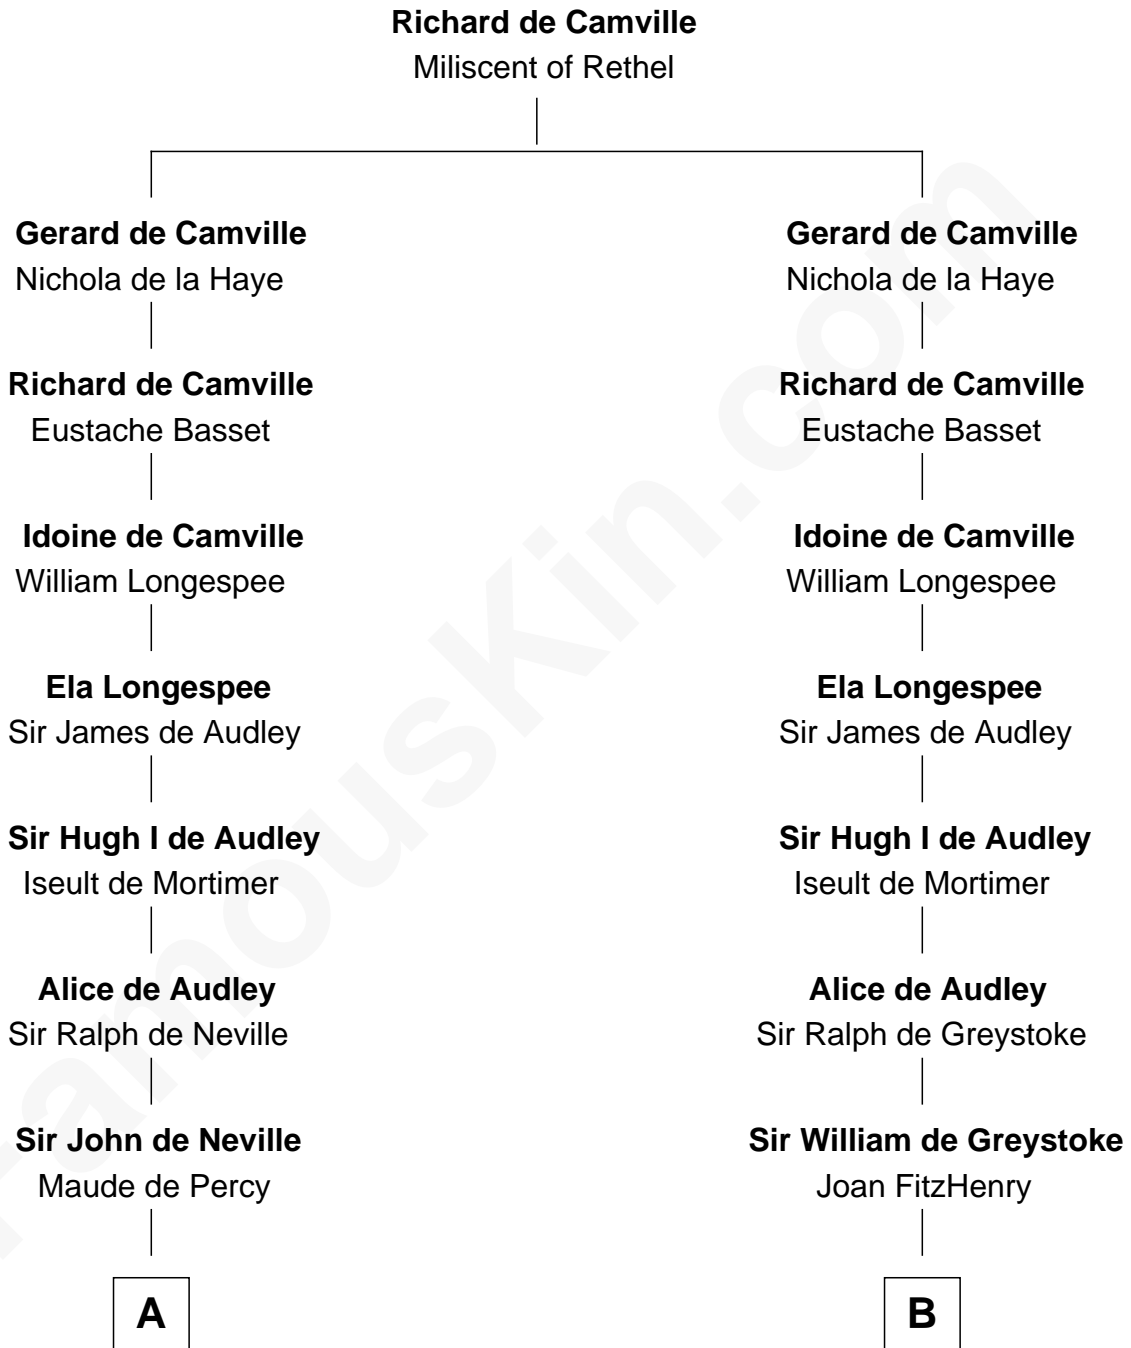 Richard de Camville
Miliscent of Rethel
Gerard de Camville
Nichola de la Haye
Richard de Camville
Eustache Basset
Idoine de Camville
William Longespee
Ela Longespee
Sir James de Audley
Sir Hugh I de Audley
Iseult de Mortimer
Alice de Audley
Sir Ralph de Neville
Sir John de Neville
Maude de Percy
A
Gerard de Camville
Nichola de la Haye
Richard de Camville
Eustache Basset
Idoine de Camville
William Longespee
Ela Longespee
Sir James de Audley
Sir Hugh I de Audley
Iseult de Mortimer
Alice de Audley
Sir Ralph de Greystoke
Sir William de Greystoke
Joan FitzHenry
B
FamousKin.com